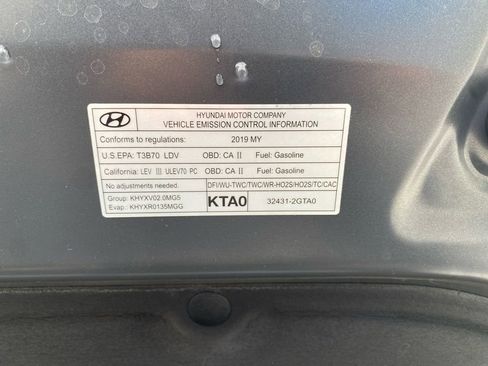 HYUNDAI MOTOR COMPANY
VEHICLE EMISSION CONTROL INFORMATION
Conforms to regulations: 2019 MY
U.S.EPA: T3B70 LDV OBD: CA II Fuel: Gasoline
California: LEV III ULEV70 PC OBD: CA II Fuel: Gasoline
No adjustments needed. DFI/WU-TWC/TWC/WR-HO2S/HO2S/TC/CAC
Group: KHYXV02.0MG5 KTA0 32431-2GTA0
Evap: KHYXR0135MGG